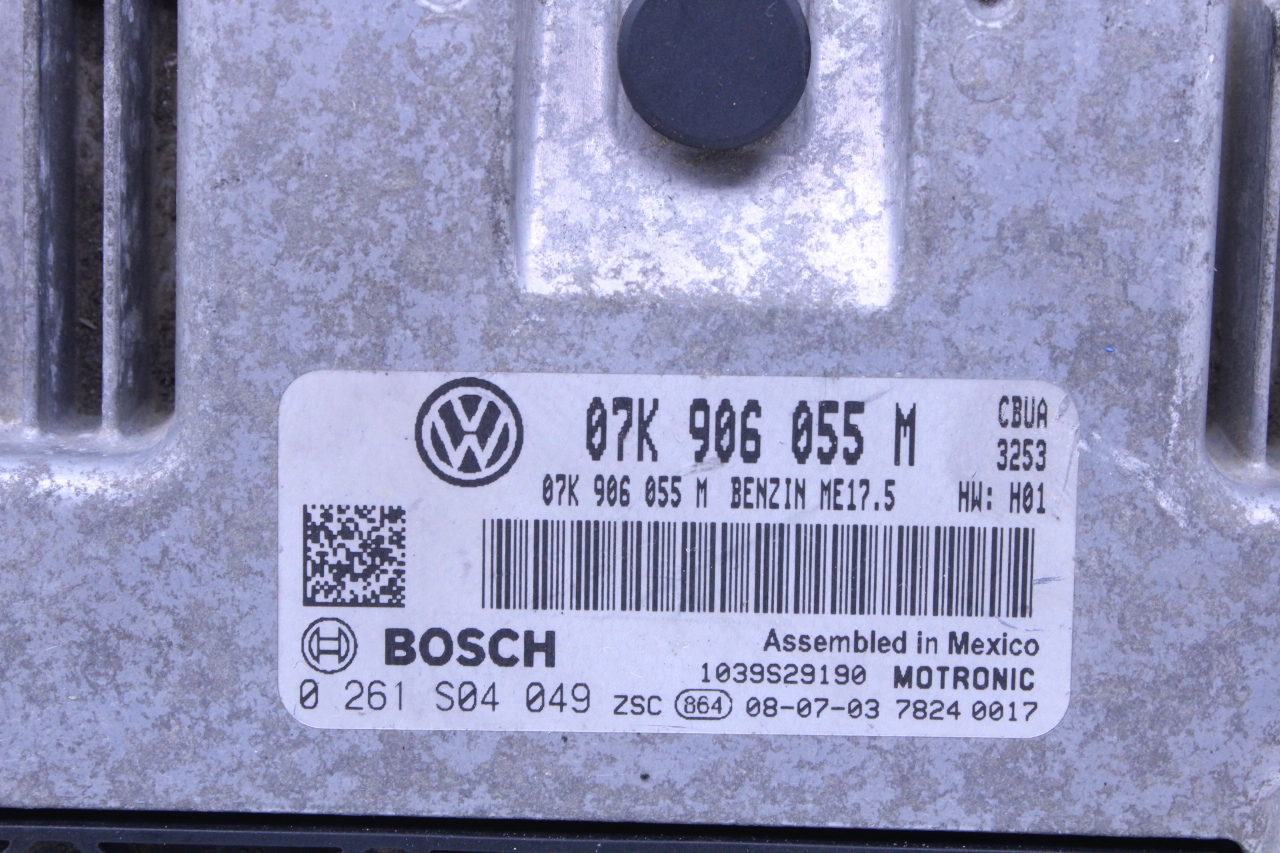 07K 906 055 M CBUA
3253
07K 906 055 M BENZIN ME17.5 HW: H01
BOSCH
Assembled in Mexico
1039S29190 MOTRONIC
0 261 S04 049 ZSC 864 08-07-03 7824 0017